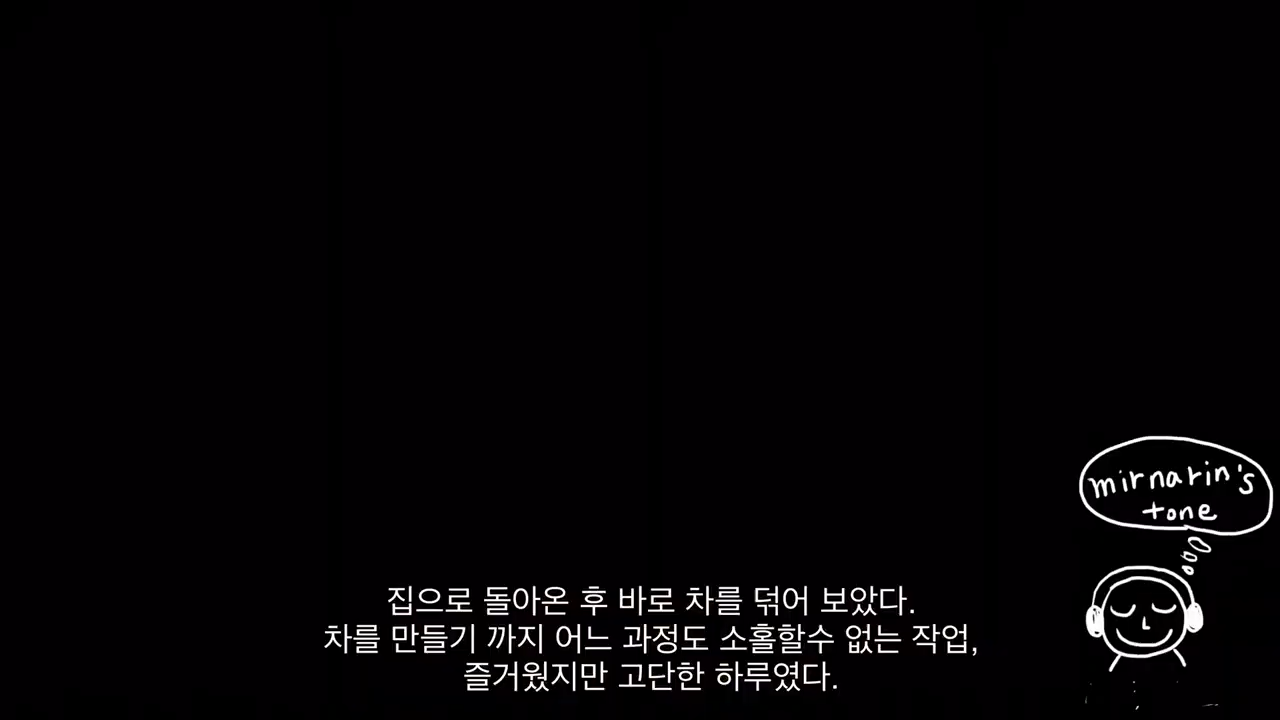 mirnarin's
tone
집으로 돌아온 후 바로 차를 덖어 보았다.
차를 만들기 까지 어느 과정도 소홀할수 없는 작업,
즐거웠지만 고단한 하루였다.